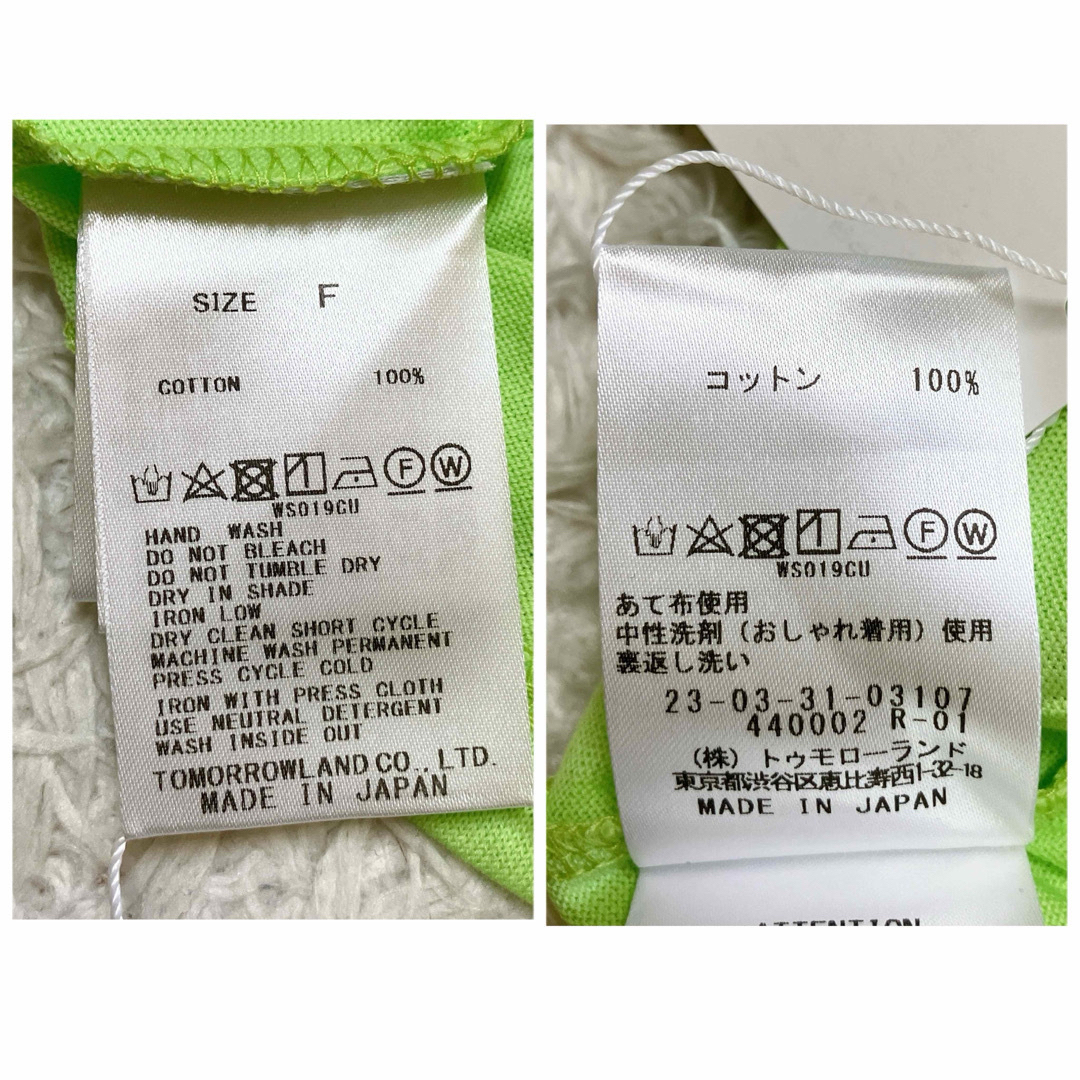 SIZE F
COTTON 100%
F W
WS019CU
HAND WASH
DO NOT BLEACH
DO NOT TUMBLE DRY
DRY IN SHADE
IRON LOW
DRY CLEAN SHORT CYCLE
MACHINE WASH PERMANENT
PRESS CYCLE COLD
IRON WITH PRESS CLOTH
USE NEUTRAL DETERGENT
WASH INSIDE OUT
TOMORROWLAND CO., LTD.
MADE IN JAPAN
コットン 100%
F W
WS019CU
あて布使用
中性洗剤（おしゃれ着用）使用
裏返し洗い
23-03-31-03107
440002 R-01
（株）トゥモローランド
東京都渋谷区恵比寿西1-32-18
MADE IN JAPAN
ATTENTION